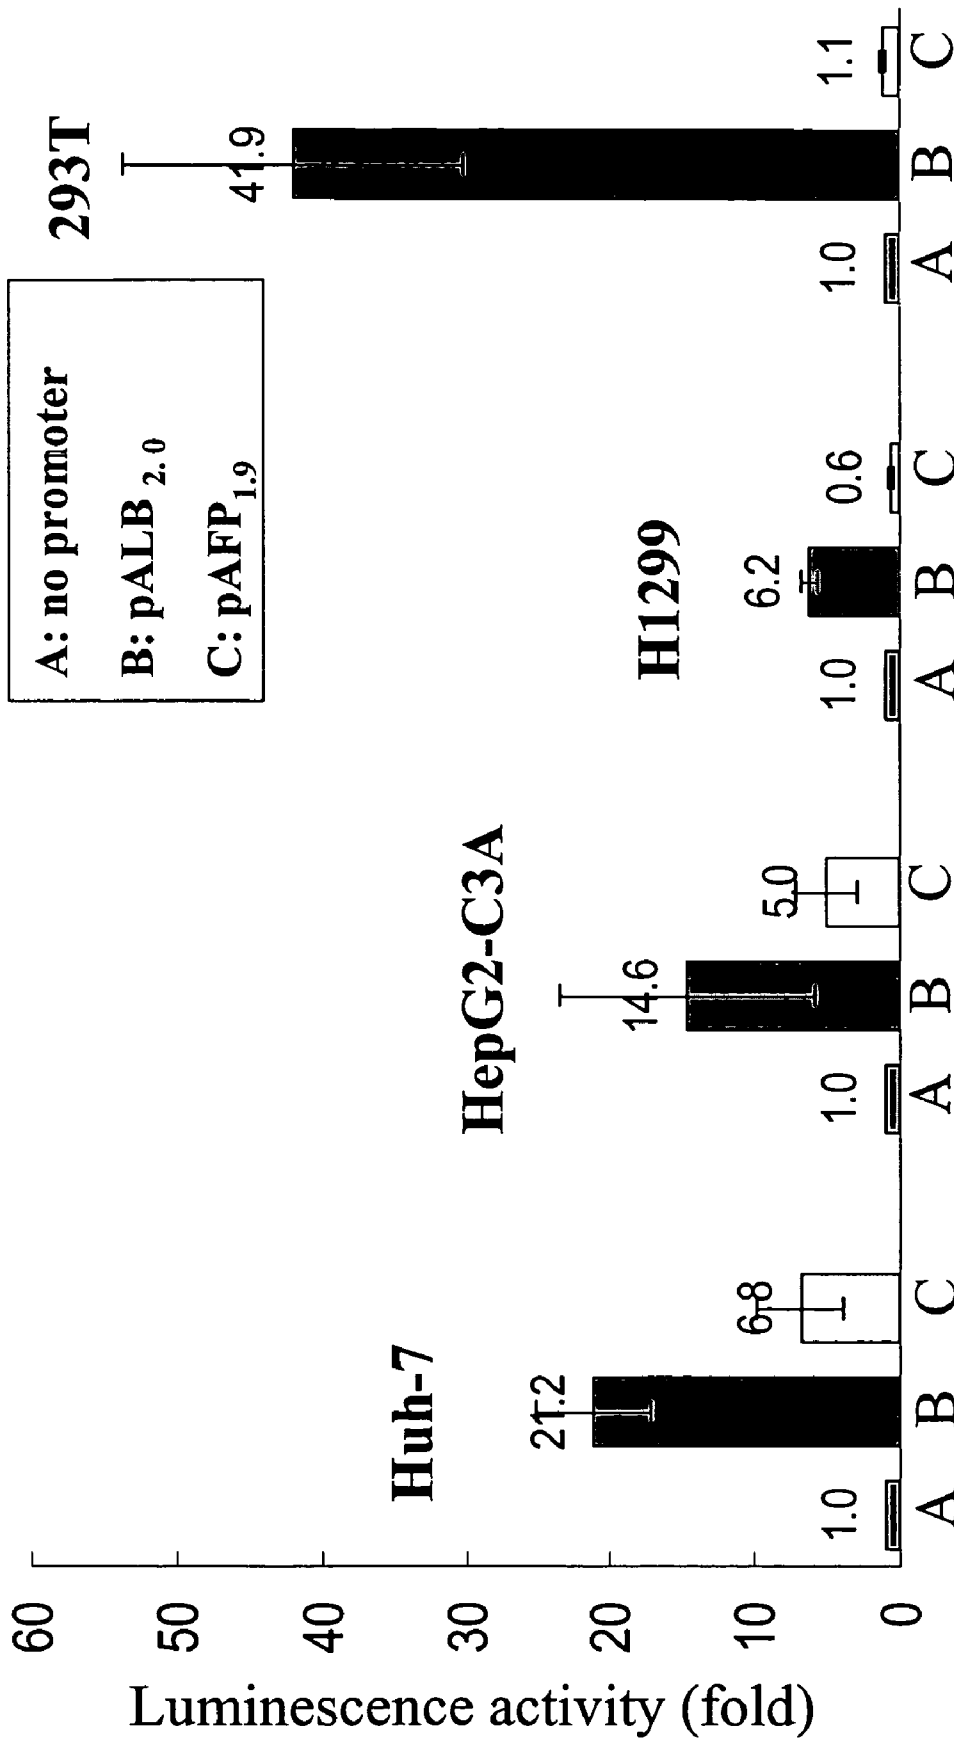 Luminescence activity (fold)
60
50
40
30
20
10
0
A: no promoter
B: pALB 2.0
C: pAFP1.9
Huh-7
1.0
21.2
6.8
A B C
HepG2-C3A
1.0
14.6
5.0
A B C
H1299
1.0
6.2
0.6
A B C
293T
1.0
41.9
1.1
A B C